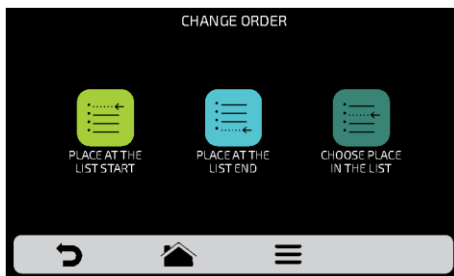 CHANGE ORDER
PLACE AT THE
LIST START
PLACE AT THE
LIST END
CHOOSE PLACE
IN THE LIST